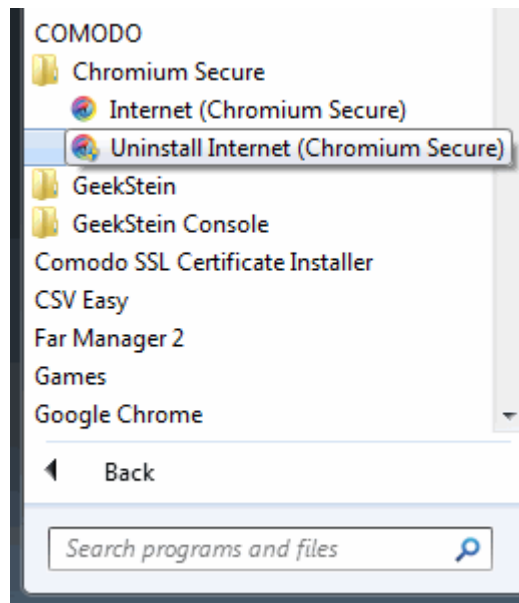 COMODO
Chromium Secure
Internet (Chromium Secure)
Uninstall Internet (Chromium Secure)
GeekStein
GeekStein Console
Comodo SSL Certificate Installer
CSV Easy
Far Manager 2
Games
Google Chrome
Back
Search programs and files